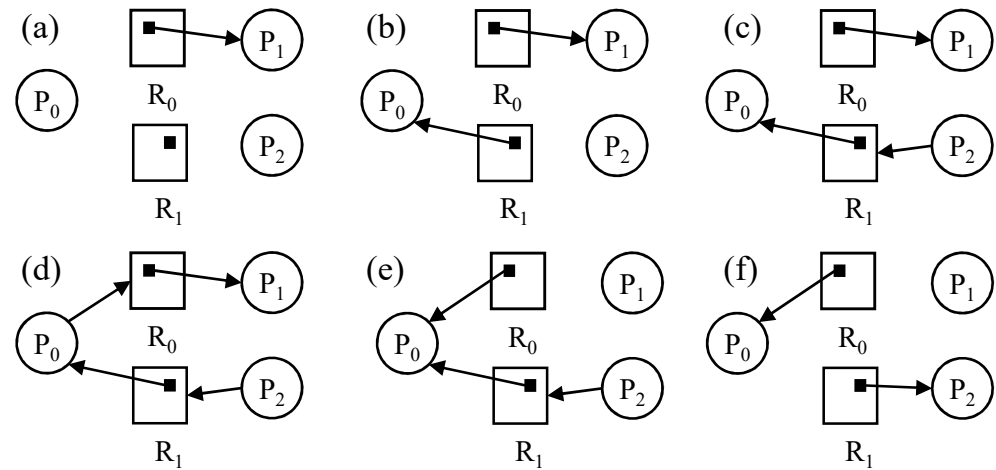 (a) P₁ (b) P₁ (c) P₁
P₀ R₀ P₀ R₀ P₀ R₀
P₂ P₂ P₂
R₁ R₁ R₁
(d) P₁ (e) P₁ (f) P₁
P₀ R₀ P₀ R₀ P₀ R₀
P₂ P₂ P₂
R₁ R₁ R₁